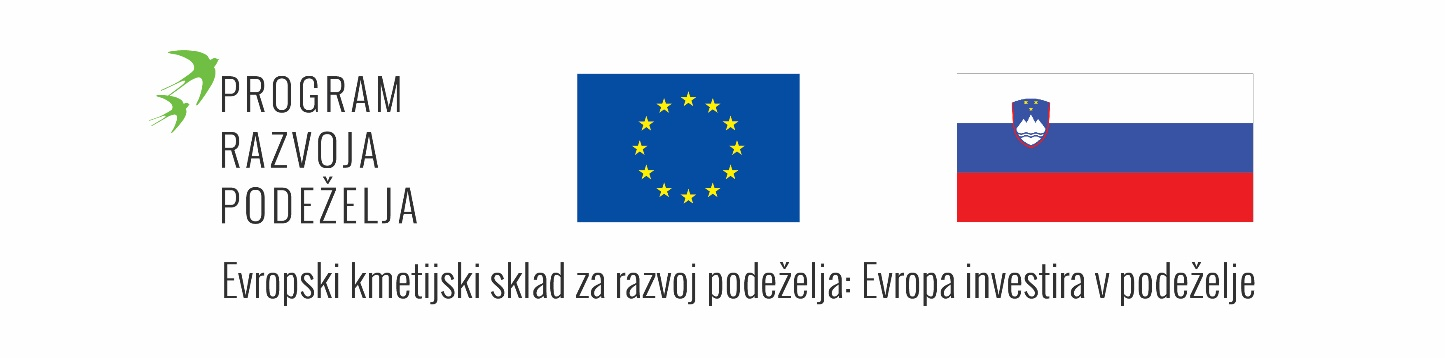 PROGRAM
RAZVOJA
PODEŽELJA
Evropski kmetijski sklad za razvoj podeželja: Evropa investira v podeželje